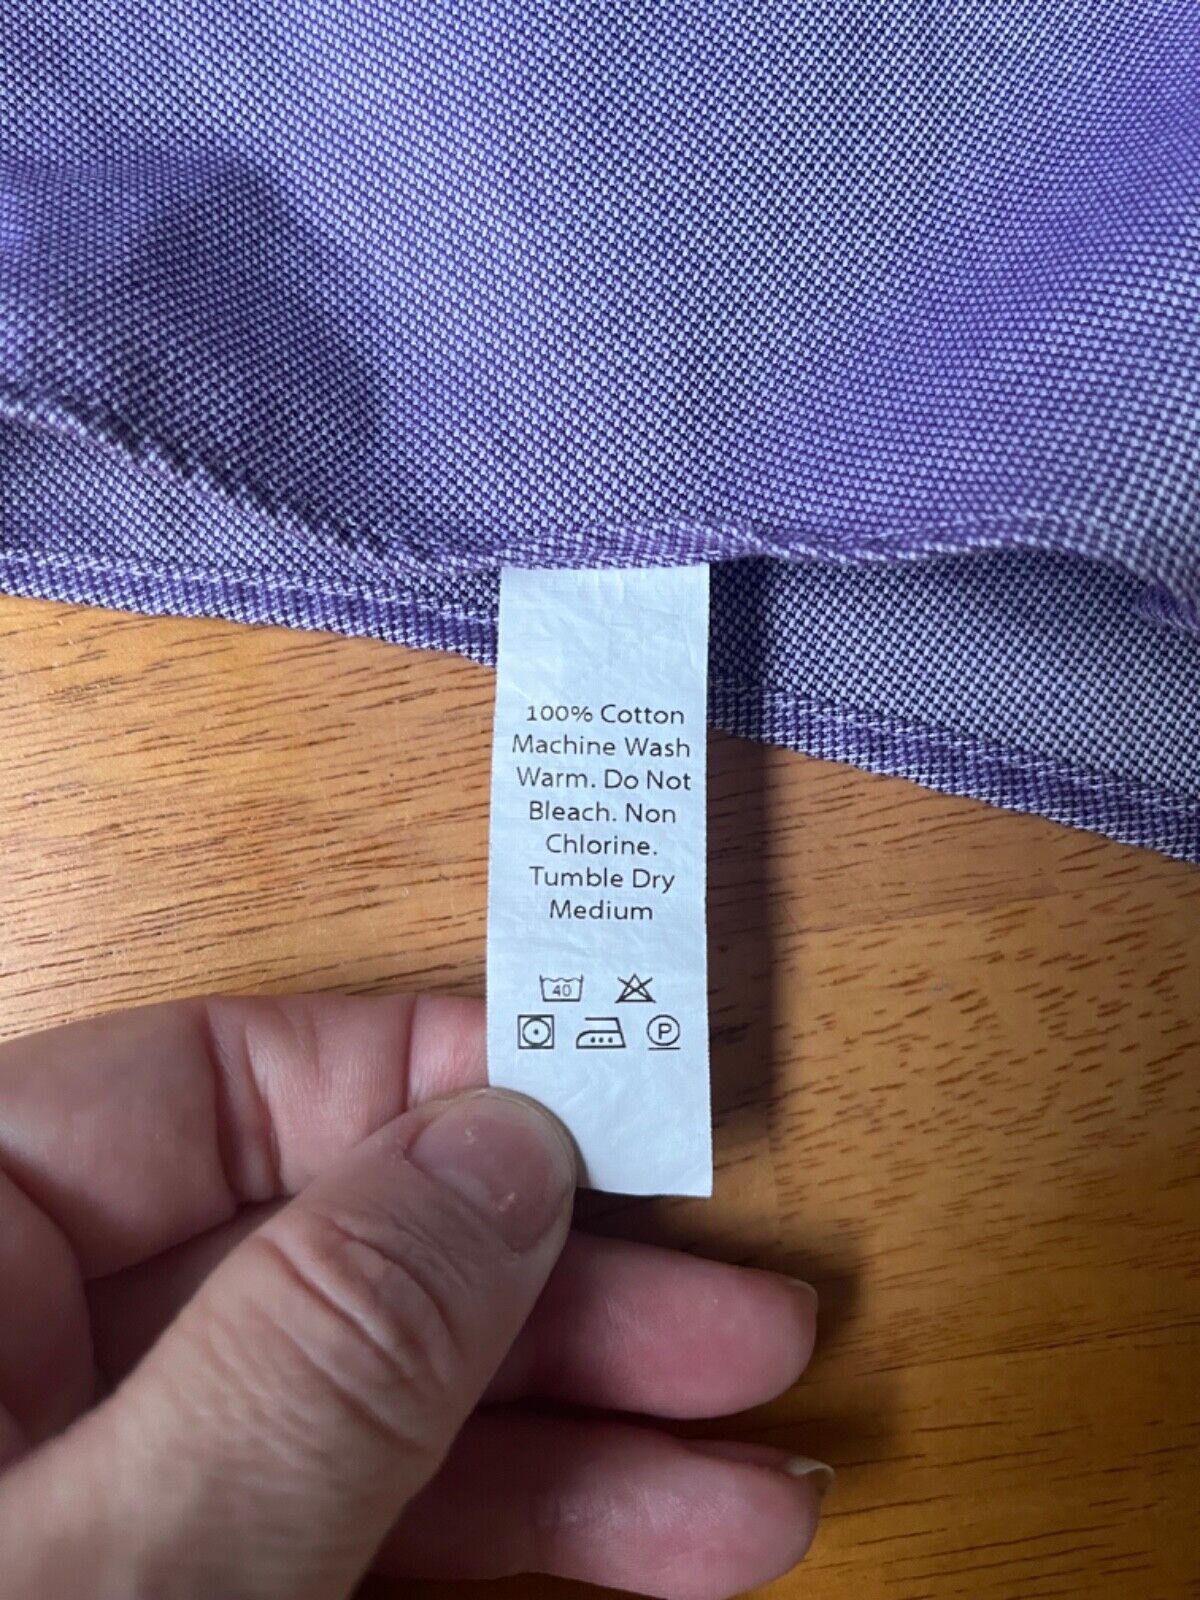 100% Cotton
Machine Wash
Warm. Do Not
Bleach. Non
Chlorine.
Tumble Dry
Medium
40
P